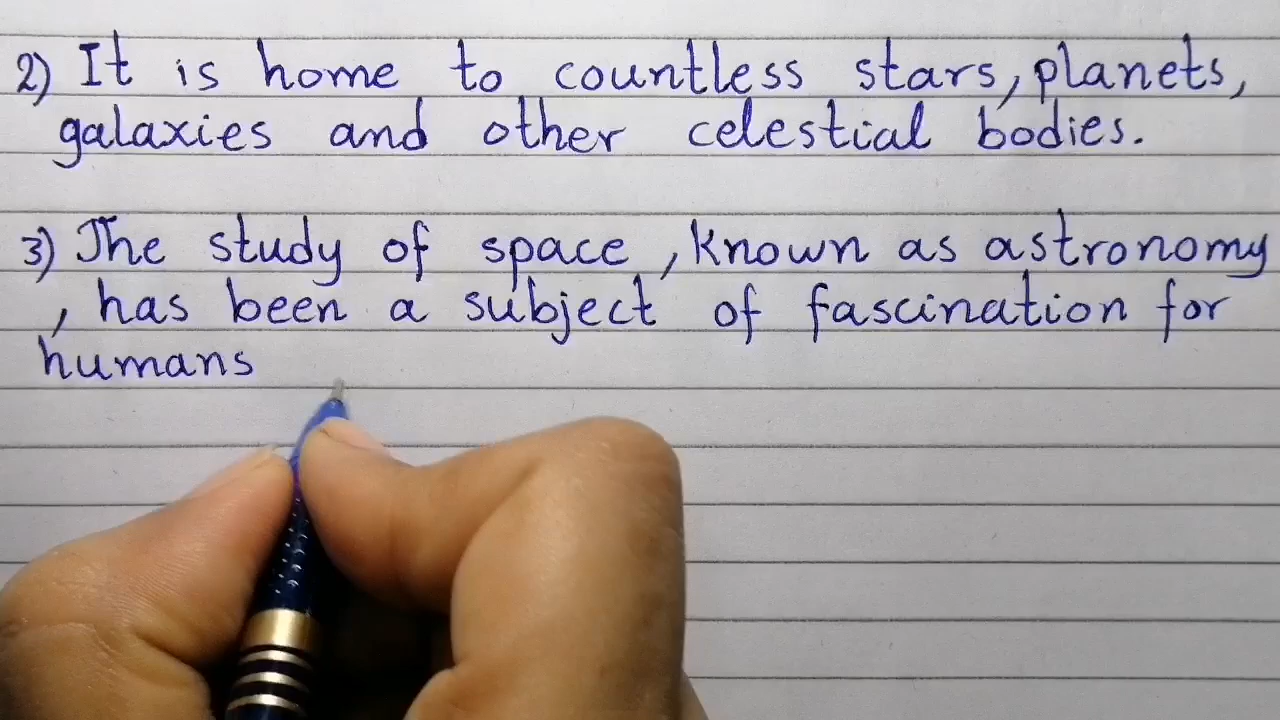 2) It is home to countless stars, planets,
galaxies and other celestial bodies.
3) The study of space , known as astronomy
, has been a subject of fascination for
humans